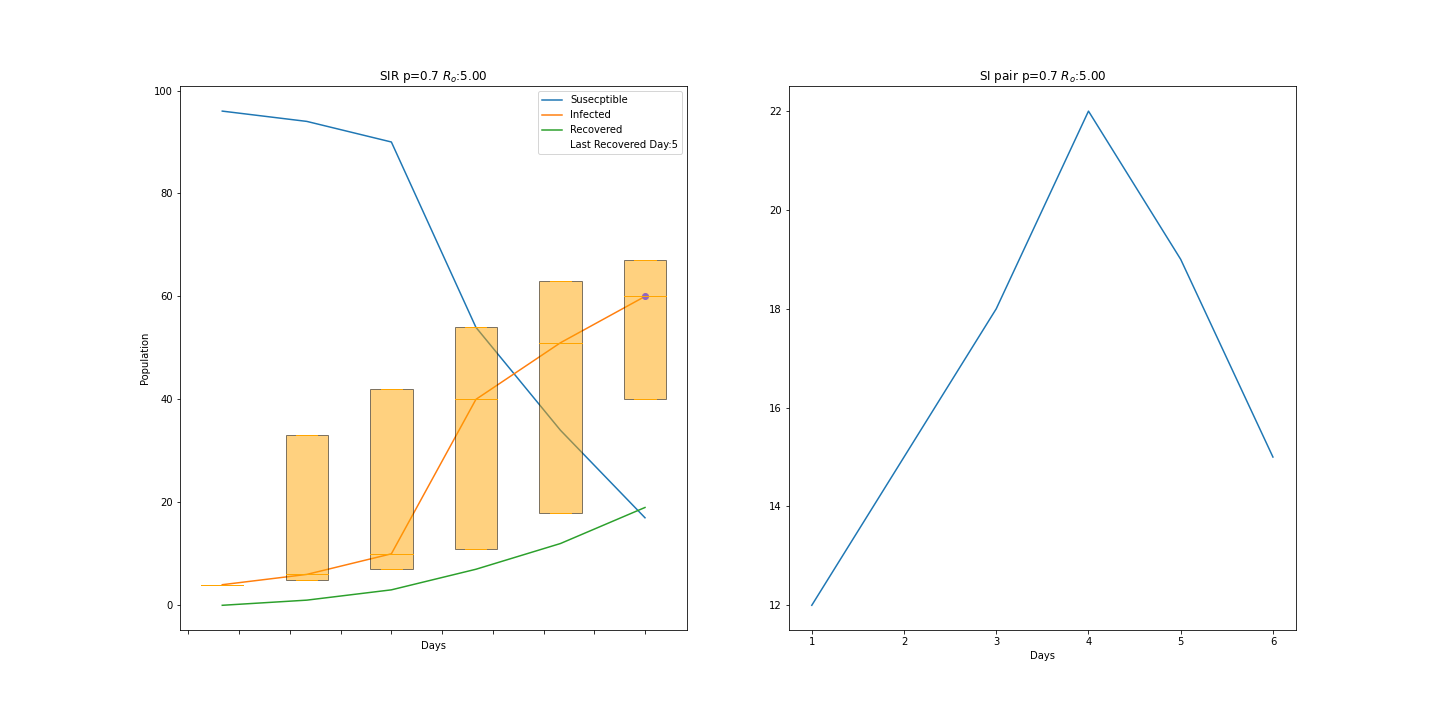 SIR p=0.7 Rₒ:5.00
100
80
60
40
20
0
Population
Susecptible
Infected
Recovered
Last Recovered Day:5
Days
SI pair p=0.7 Rₒ:5.00
22
20
18
16
14
12
1 2 3 4 5 6
Days